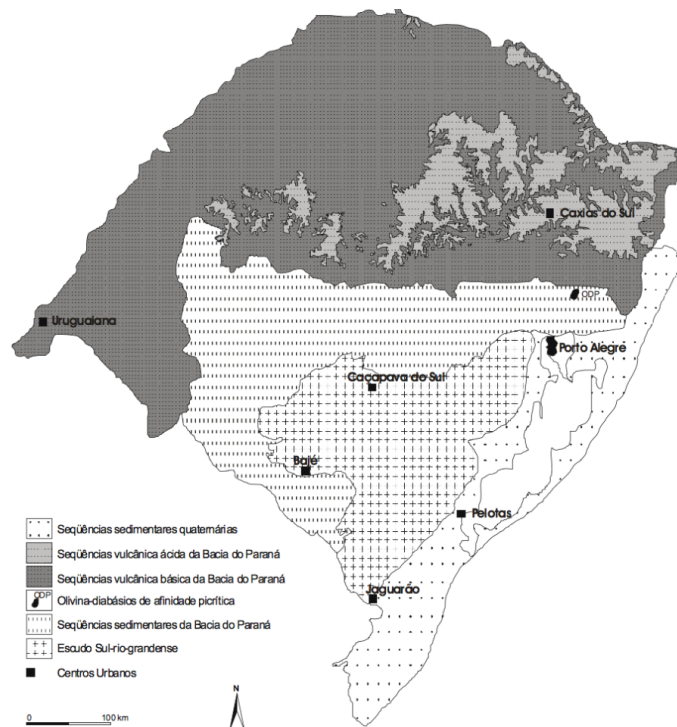 Caxias do Sul
ODP
Uruguaiana
Porto Alegre
Caçapava do Sul
Bajé
Pelotas
Jaguarão
Seqüências sedimentares quaternárias
Seqüências vulcânica ácida da Bacia do Paraná
Seqüências vulcânica básica da Bacia do Paraná
ODP
Olivina-diabásios de afinidade picrítica
Seqüências sedimentares da Bacia do Paraná
Escudo Sul-rio-grandense
Centros Urbanos
N
0 100 km